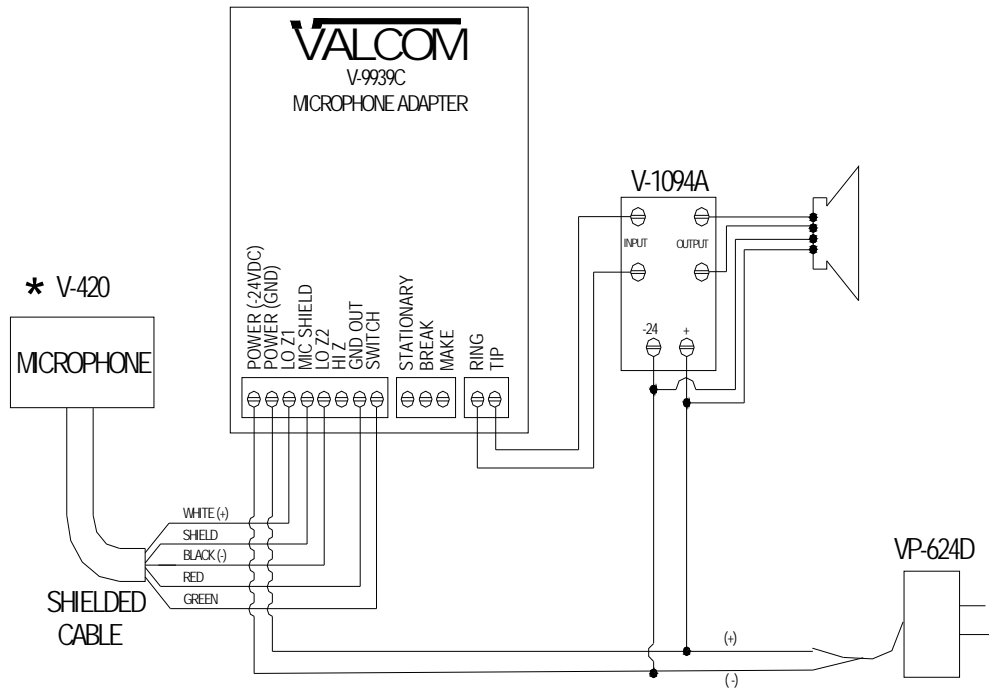 VALCOM
V-9939C
MICROPHONE ADAPTER
V-1094A
INPUT
OUTPUT
-24
+
* V-420
MICROPHONE
POWER (-24VDC)
POWER (GND)
LO Z1
MIC SHIELD
LO Z2
HI Z
GND OUT
SWITCH
STATIONARY
BREAK
MAKE
RING
TIP
WHITE (+)
SHIELD
BLACK (-)
RED
GREEN
SHIELDED
CABLE
VP-624D
(+)
(-)